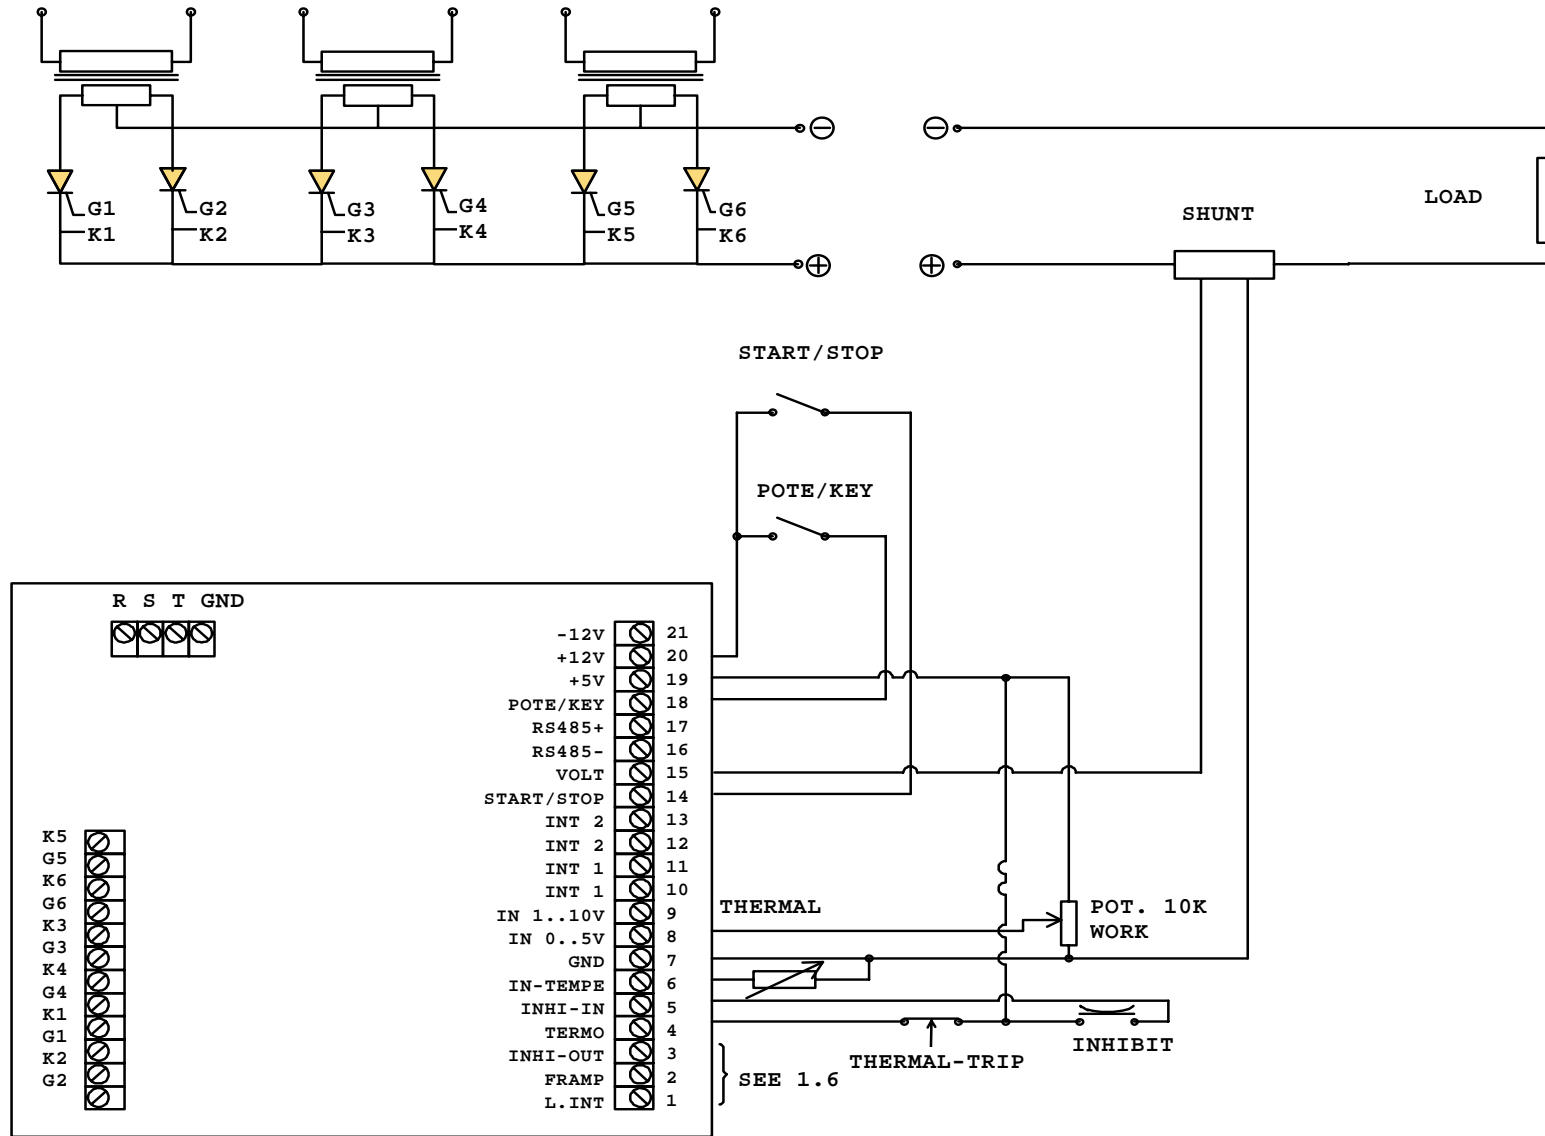 G1
K1
G2
K2
G3
K3
G4
K4
G5
K5
G6
K6
SHUNT
LOAD
START/STOP
POTE/KEY
R S T GND
-12V 21
+12V 20
+5V 19
POTE/KEY 18
RS485+ 17
RS485- 16
VOLT 15
START/STOP 14
INT 2 13
INT 2 12
INT 1 11
INT 1 10
IN 1..10V 9
IN 0..5V 8
GND 7
IN-TEMPE 6
INHI-IN 5
TERMO 4
INHI-OUT 3
FRAMP 2
L.INT 1
K5
G5
K6
G6
K3
G3
K4
G4
K1
G1
K2
G2
THERMAL
POT. 10K
WORK
THERMAL-TRIP
INHIBIT
SEE 1.6